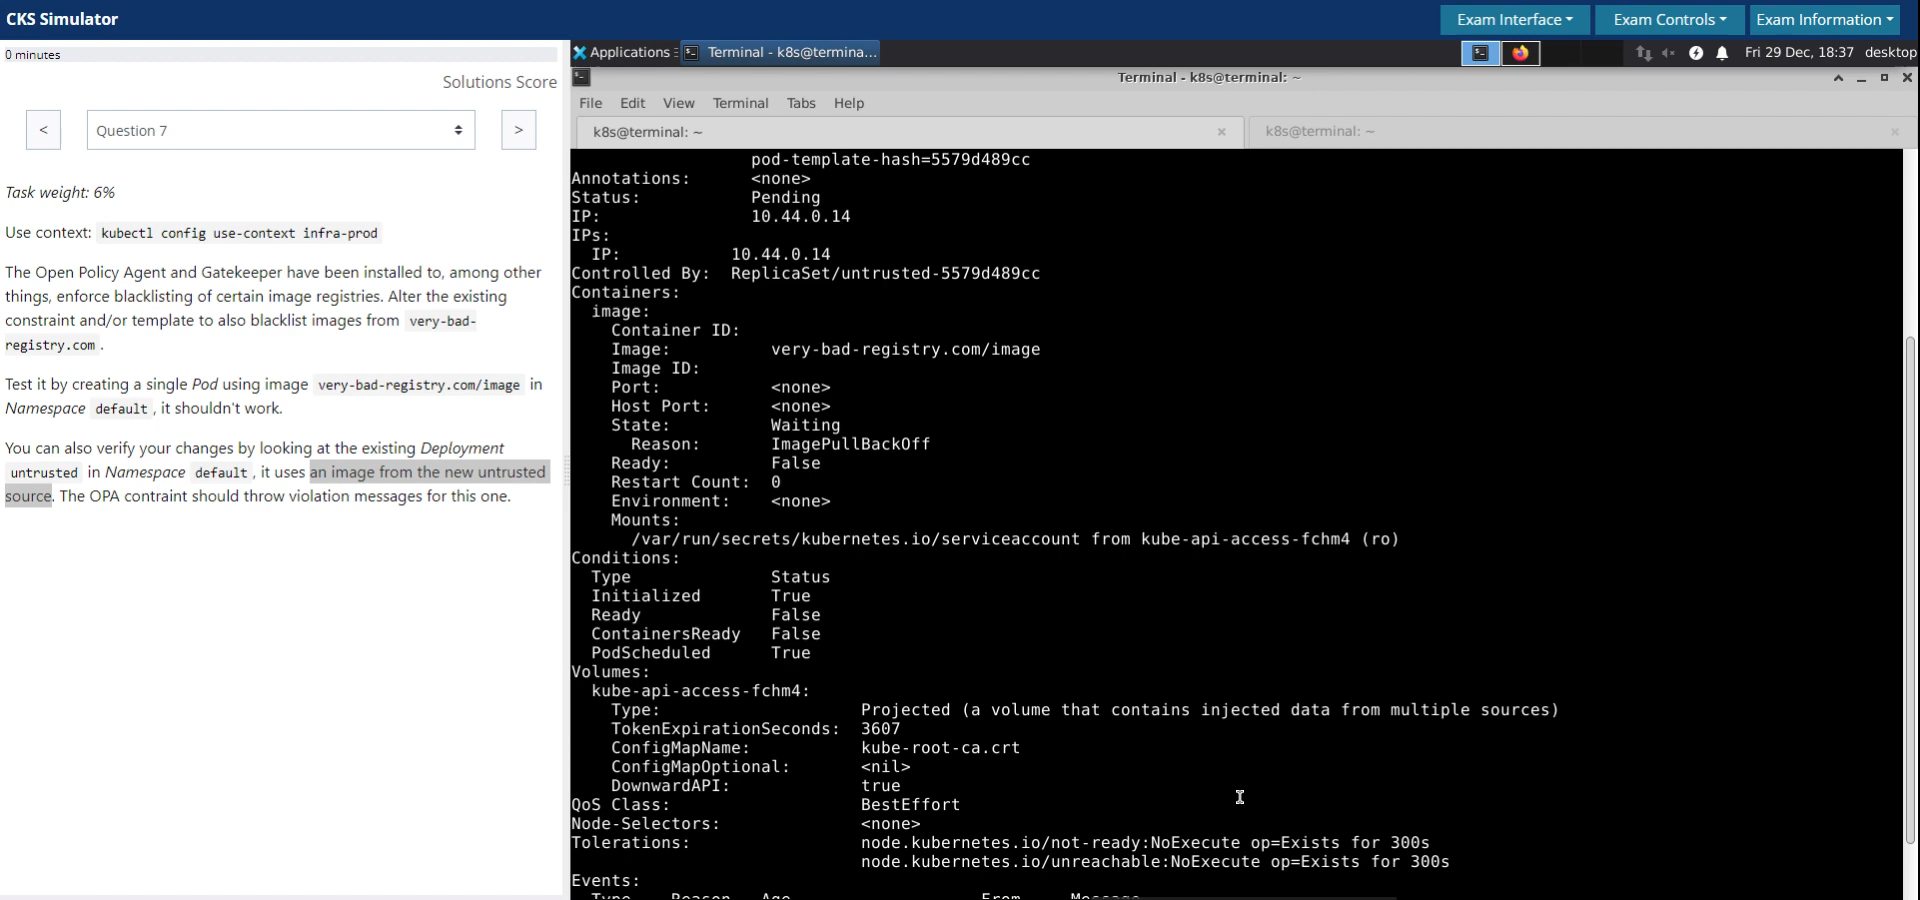 CKS Simulator
Exam Interface
Exam Controls
Exam Information
0 minutes
Solutions Score
<
Question 7
>
Task weight: 6%
Use context: kubectl config use-context infra-prod
The Open Policy Agent and Gatekeeper have been installed to, among other
things, enforce blacklisting of certain image registries. Alter the existing
constraint and/or template to also blacklist images from very-bad-
registry.com .
Test it by creating a single Pod using image very-bad-registry.com/image in
Namespace default , it shouldn't work.
You can also verify your changes by looking at the existing Deployment
untrusted in Namespace default , it uses an image from the new untrusted
source. The OPA contraint should throw violation messages for this one.
Applications
Terminal - k8s@termina...
Fri 29 Dec, 18:37 desktop
Terminal - k8s@terminal: ~
File Edit View Terminal Tabs Help
k8s@terminal: ~
k8s@terminal: ~
pod-template-hash=5579d489cc
Annotations: <none>
Status: Pending
IP: 10.44.0.14
IPs:
IP: 10.44.0.14
Controlled By: ReplicaSet/untrusted-5579d489cc
Containers:
image:
Container ID:
Image: very-bad-registry.com/image
Image ID:
Port: <none>
Host Port: <none>
State: Waiting
Reason: ImagePullBackOff
Ready: False
Restart Count: 0
Environment: <none>
Mounts:
/var/run/secrets/kubernetes.io/serviceaccount from kube-api-access-fchm4 (ro)
Conditions:
Type Status
Initialized True
Ready False
ContainersReady False
PodScheduled True
Volumes:
kube-api-access-fchm4:
Type: Projected (a volume that contains injected data from multiple sources)
TokenExpirationSeconds: 3607
ConfigMapName: kube-root-ca.crt
ConfigMapOptional: <nil>
DownwardAPI: true
QoS Class: BestEffort
Node-Selectors: <none>
Tolerations: node.kubernetes.io/not-ready:NoExecute op=Exists for 300s
node.kubernetes.io/unreachable:NoExecute op=Exists for 300s
Events:
Type Reason Age From Message